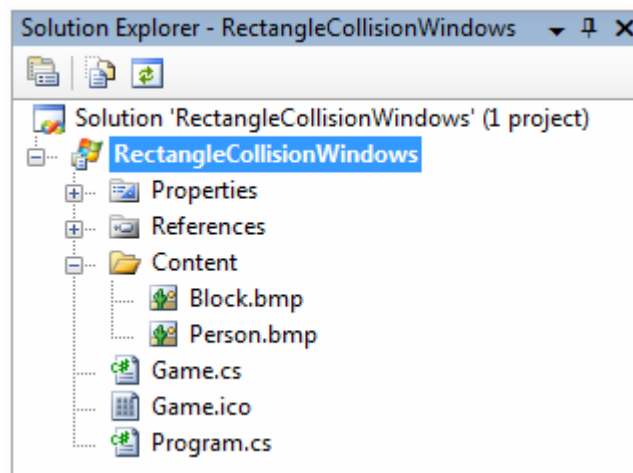 Solution Explorer - RectangleCollisionWindows
Solution 'RectangleCollisionWindows' (1 project)
RectangleCollisionWindows
Properties
References
Content
Block.bmp
Person.bmp
Game.cs
Game.ico
Program.cs